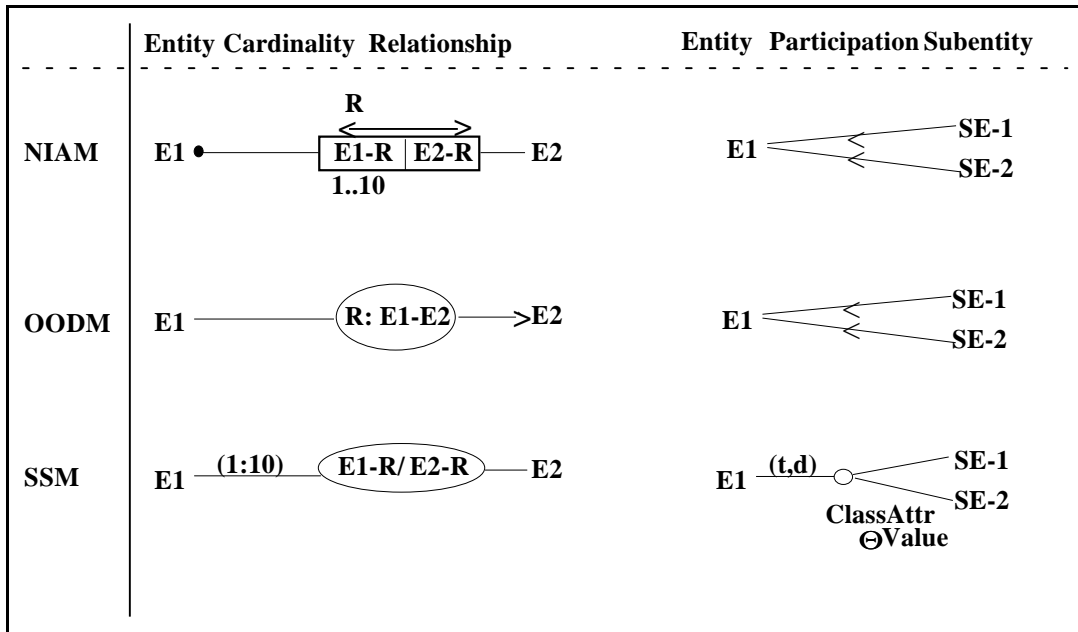 Entity Cardinality Relationship Entity Participation Subentity
R
NIAM E1 E1-R E2-R E2 E1 SE-1
SE-2
1..10
OODM E1 R: E1-E2 E2 E1 SE-1
SE-2
SSM E1 (1:10) E1-R/ E2-R E2 E1 (t,d) SE-1
SE-2
ClassAttr
ΘValue